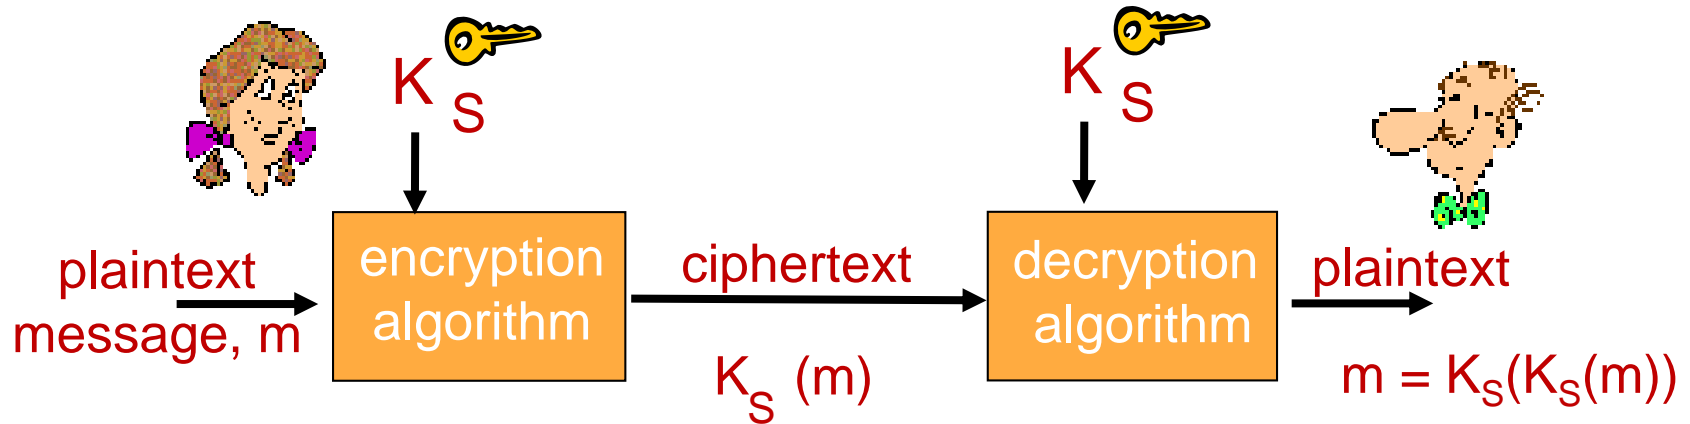 K S
K S
plaintext
message, m
encryption
algorithm
ciphertext
K S (m)
decryption
algorithm
plaintext
m = KS(KS(m))